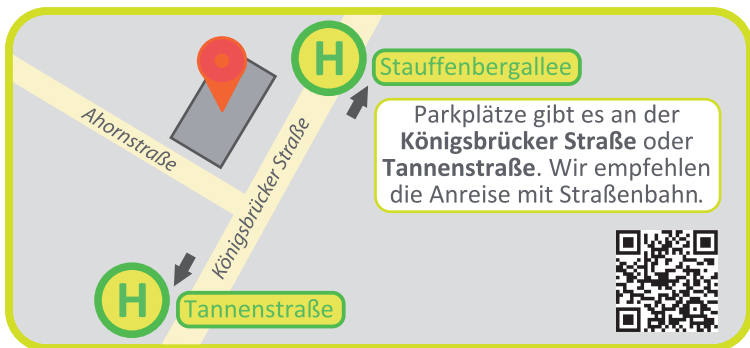 H
Stauffenbergallee
Parkplätze gibt es an der
Königsbrücker Straße oder
Tannenstraße. Wir empfehlen
die Anreise mit Straßenbahn.
Ahornstraße
Königsbrücker Straße
H
Tannenstraße